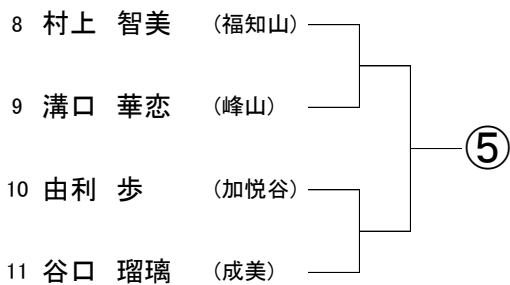 8 村上 智美 (福知山)
9 溝口 華恋 (峰山)
⑤
10 由利 歩 (加悦谷)
11 谷口 瑠璃 (成美)